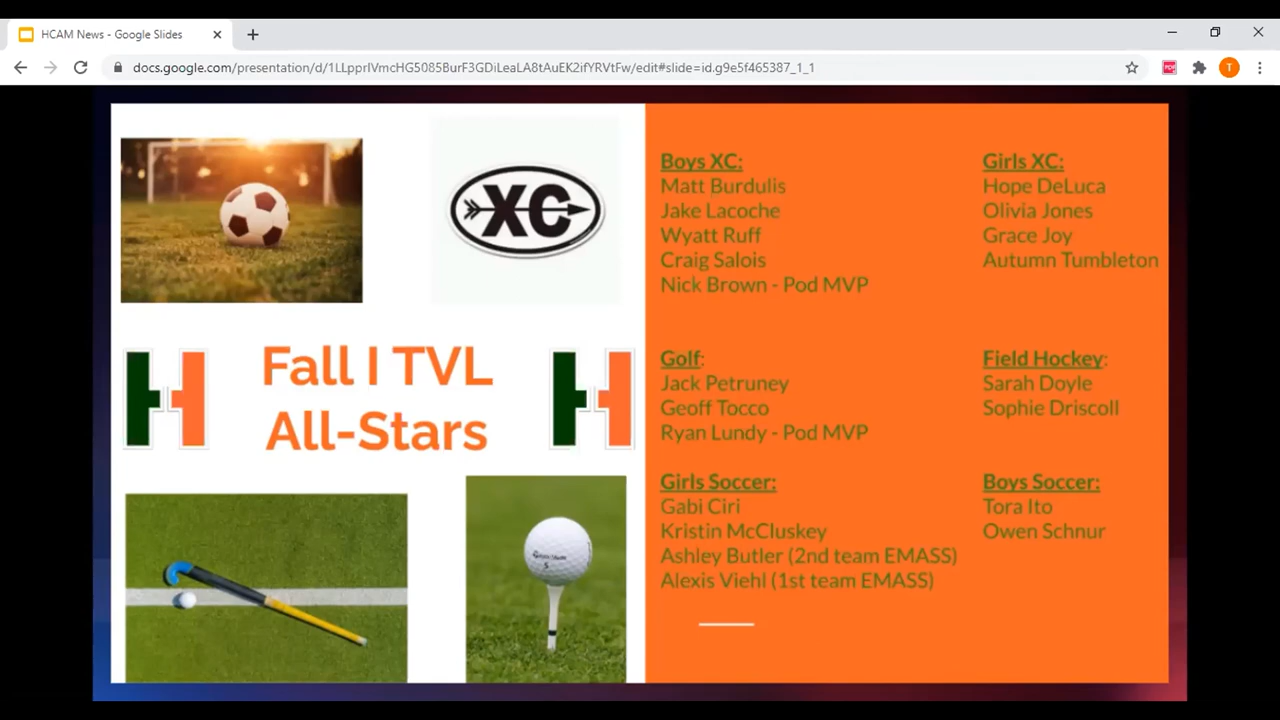 HCAM News - Google Slides
docs.google.com/presentation/d/1LLpprIVmcHG5085BurF3GDiLeaLA8tAuEK2ifYRVtFw/edit#slide=id.g9e5f465387_1_1
PDF
T
XC
Fall I TVL
All-Stars
H
H
5
Boys XC:
Matt Burdulis
Jake Lacoche
Wyatt Ruff
Craig Salois
Nick Brown - Pod MVP
Girls XC:
Hope DeLuca
Olivia Jones
Grace Joy
Autumn Tumbleton
Golf:
Jack Petruney
Geoff Tocco
Ryan Lundy - Pod MVP
Field Hockey:
Sarah Doyle
Sophie Driscoll
Girls Soccer:
Gabi Ciri
Kristin McCluskey
Ashley Butler (2nd team EMASS)
Alexis Viehl (1st team EMASS)
Boys Soccer:
Tora Ito
Owen Schnur